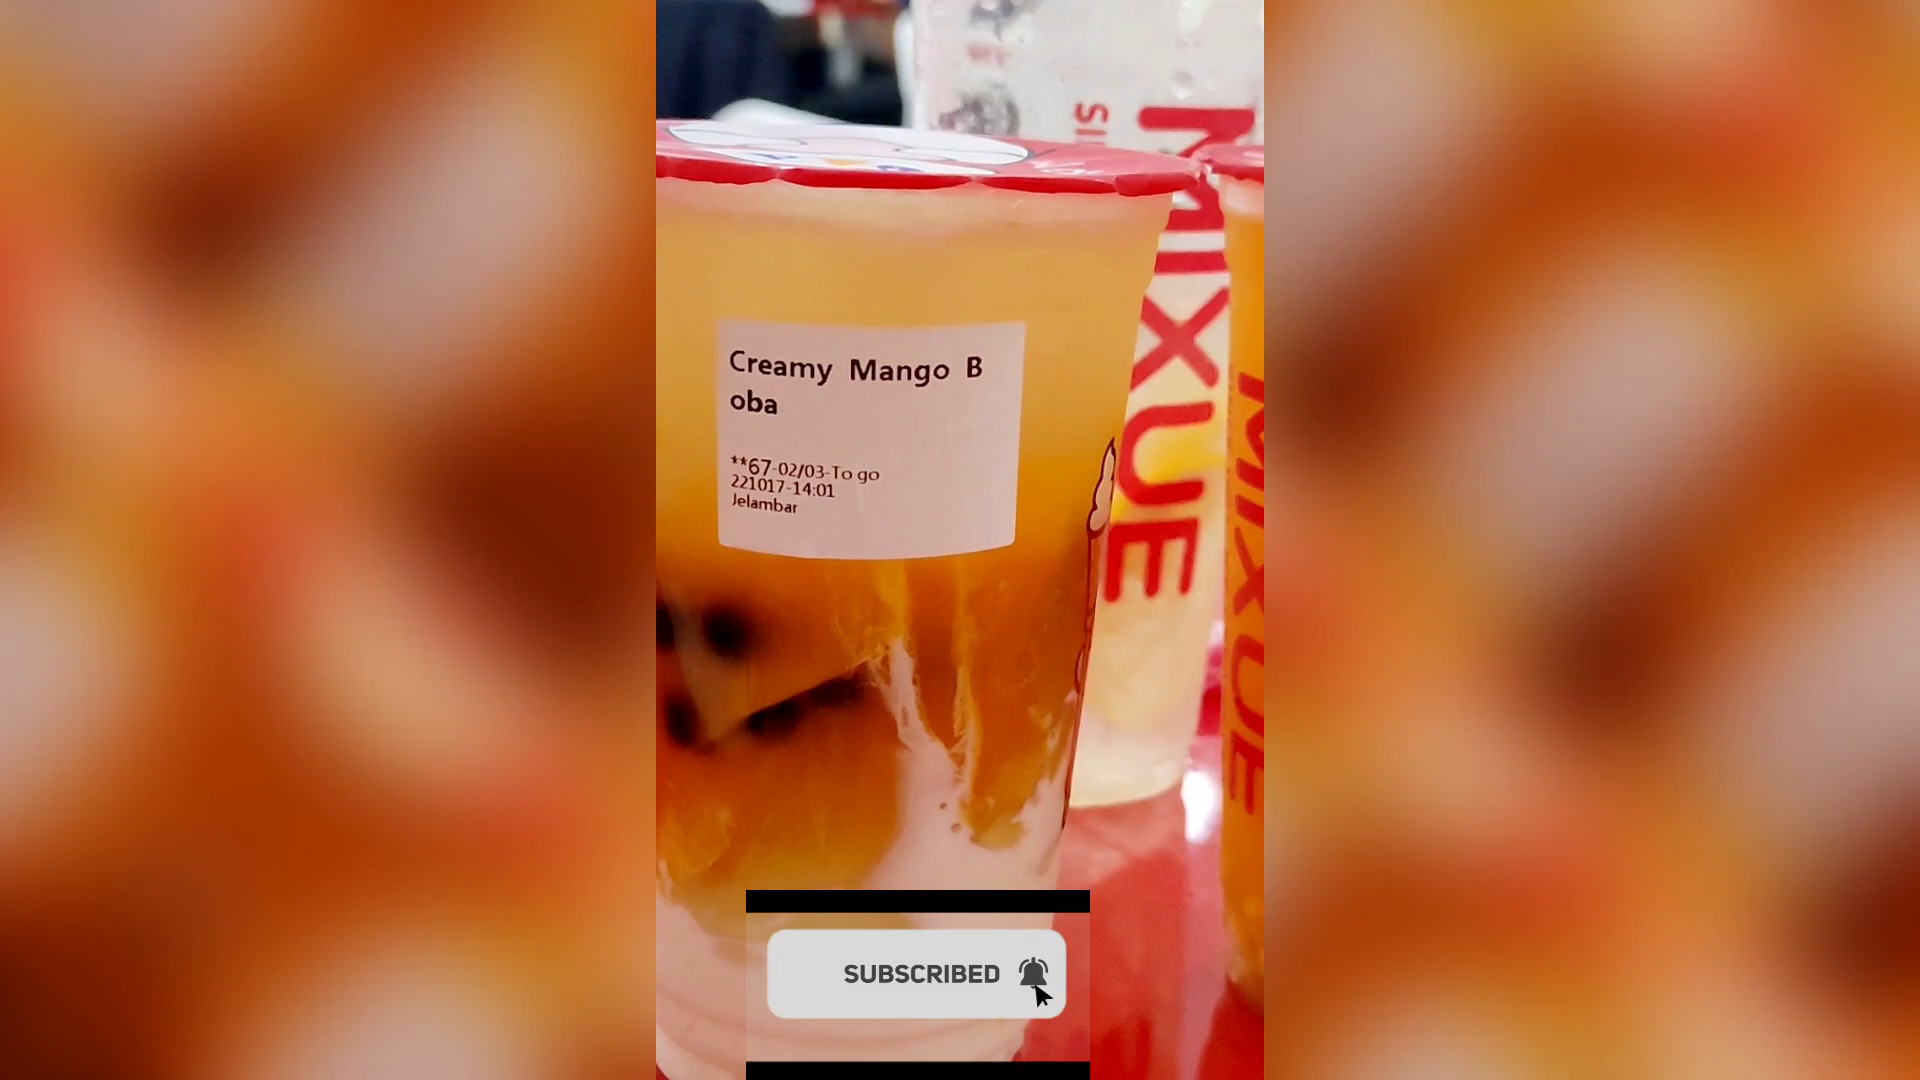 Creamy Mango B
oba
**67-02/03-To go
221017-14:01
Jelambar
MIXUE
MIXUE
SUBSCRIBED